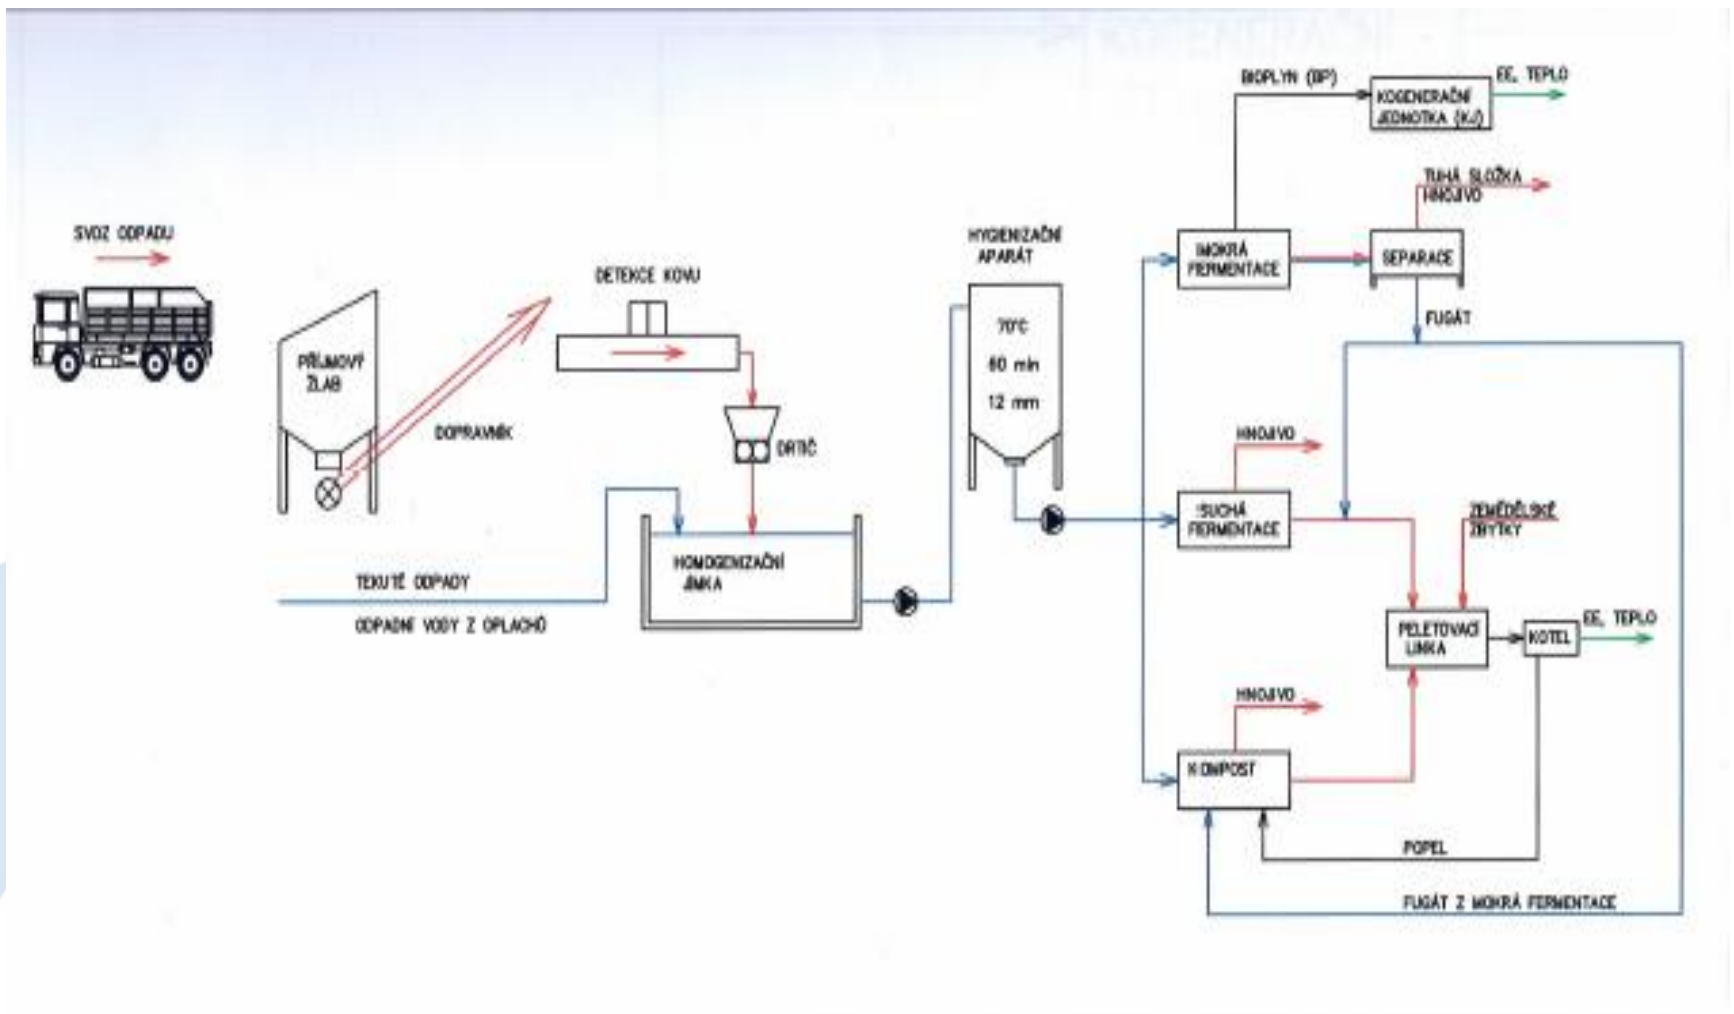 SVOZ ODPADU
PŘÍJMOVÝ
ŽLAB
DOPRAVNÍK
DETEKCE KOVU
DRTIČ
TEKUTÉ ODPADY
ODPADNÍ VODY Z OPLACHŮ
HOMOGENIZAČNÍ
JÍMKA
HYGIENIZAČNÍ
APARÁT
70°C
60 min
12 mm
BIOPLYN (BP)
KOGENERAČNÍ
JEDNOTKA (KJ)
EE, TEPLO
TUHÁ SLOŽKA
HNOJIVO
MOKRÁ
FERMENTACE
SEPARACE
FUGÁT
HNOJIVO
SUCHÁ
FERMENTACE
ZEMĚDĚLSKÉ
ZBYTKY
PELETOVACÍ
LINKA
KOTEL
EE, TEPLO
HNOJIVO
KOMPOST
POPEL
FUGÁT Z MOKRÁ FERMENTACE